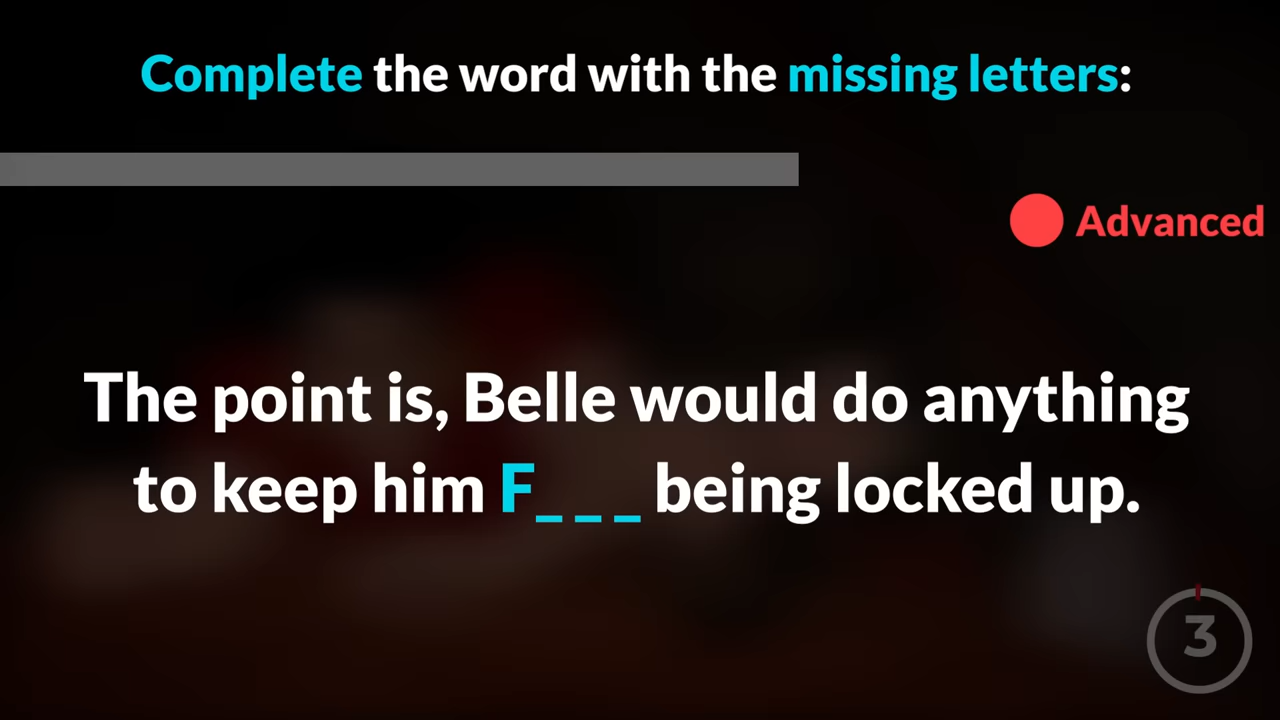 Complete the word with the missing letters:
Advanced
The point is, Belle would do anything
to keep him F_ _ _ being locked up.
3